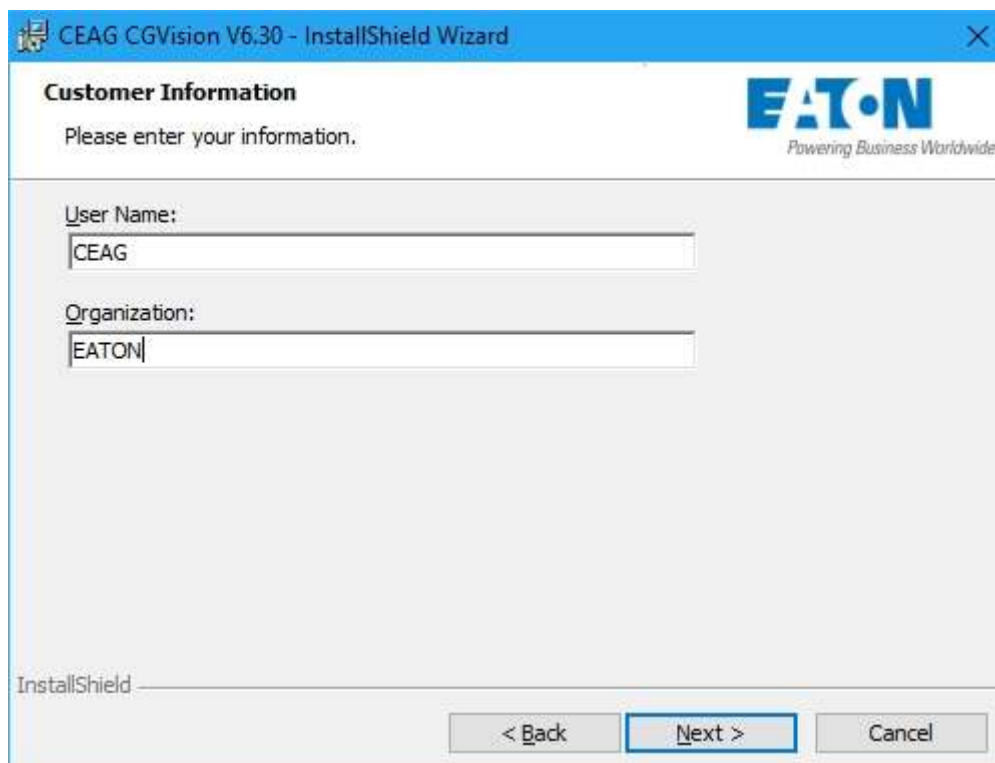 CEAG CGVision V6.30 - InstallShield Wizard
Customer Information
Please enter your information.
EATON
Powering Business Worldwide
User Name:
CEAG
Organization:
EATON
InstallShield
< Back
Next >
Cancel